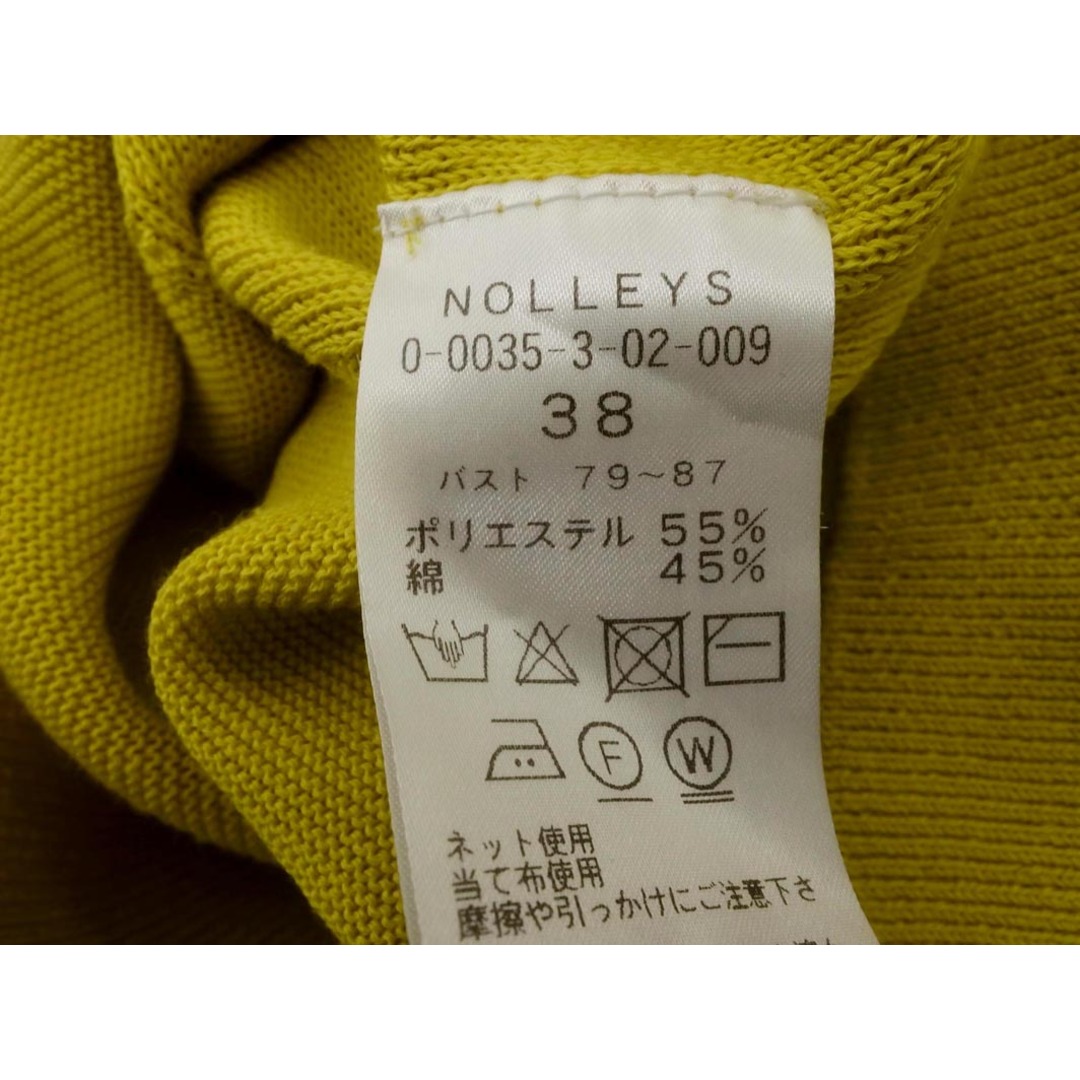 NOLLEYS
0-0035-3-02-009
38
バスト 79~87
ポリエステル 55%
綿 45%
F W
ネット使用
当て布使用
摩擦や引っかけにご注意下さ